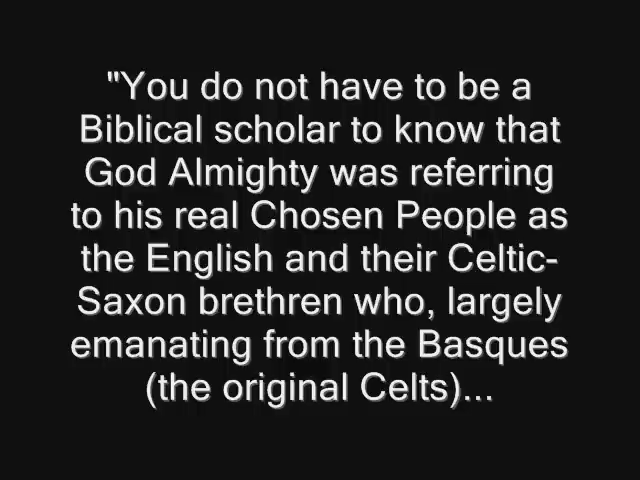 "You do not have to be a
Biblical scholar to know that
God Almighty was referring
to his real Chosen People as
the English and their Celtic-
Saxon brethren who, largely
emanating from the Basques
(the original Celts)...